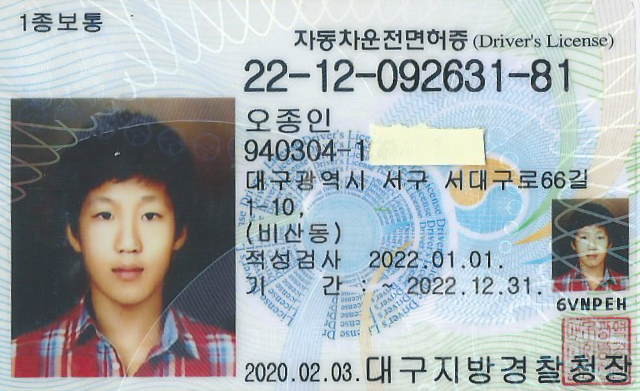 1종보통
자동차운전면허증 (Driver's License)
22-12-092631-81
오종인
940304-1
대구광역시 서구 서대구로66길
10,
(비산동)
적성검사 2022.01.01.
기 간 : ~ 2022.12.31.
6VNPEH
2020.02.03. 대구지방경찰청장